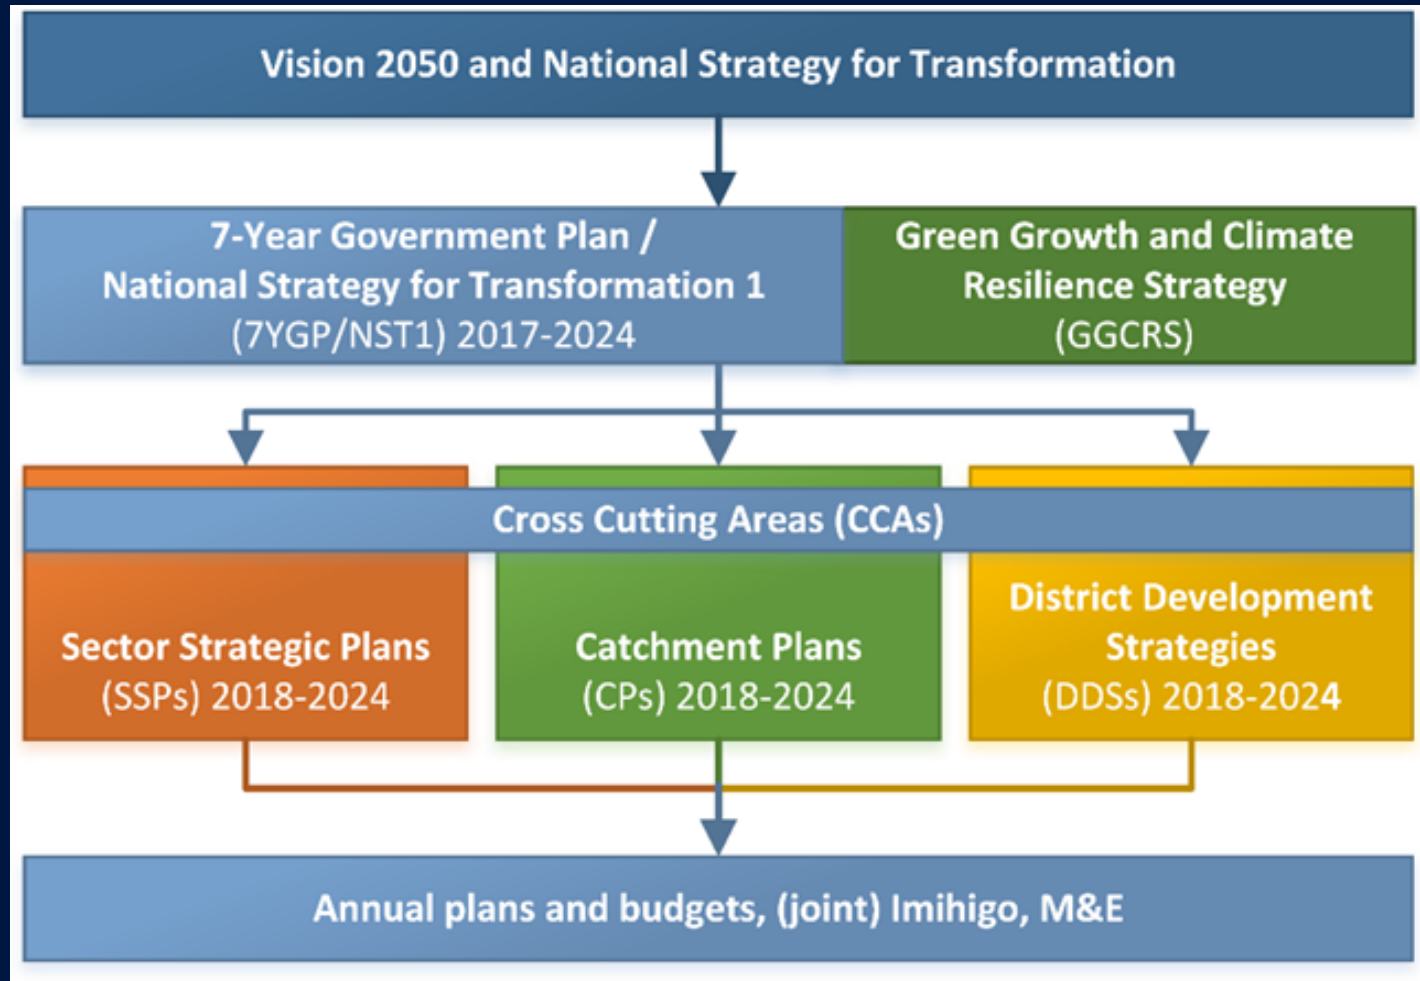 Vision 2050 and National Strategy for Transformation
7-Year Government Plan /
National Strategy for Transformation 1
(7YGP/NST1) 2017-2024
Green Growth and Climate
Resilience Strategy
(GGCRS)
Cross Cutting Areas (CCAs)
Sector Strategic Plans
(SSPs) 2018-2024
Catchment Plans
(CPs) 2018-2024
District Development
Strategies
(DDSs) 2018-2024
Annual plans and budgets, (joint) Imihigo, M&E